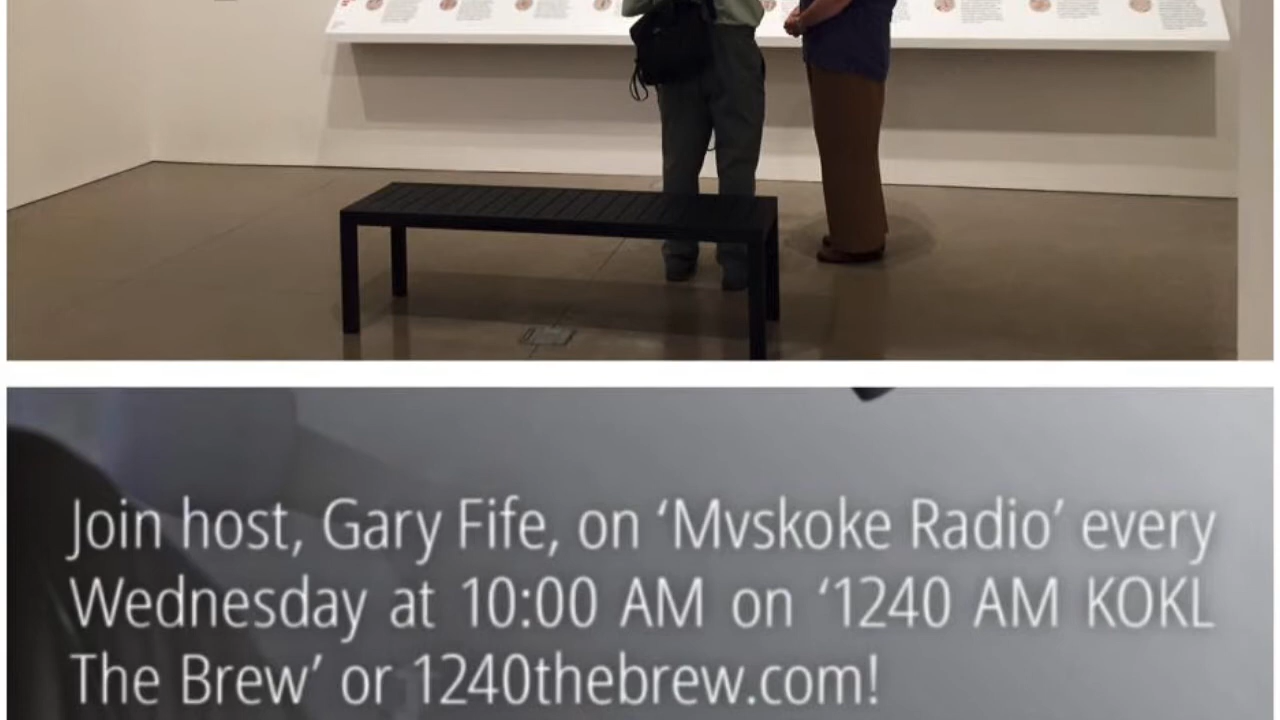 Join host, Gary Fife, on ‘Mvskoke Radio’ every
Wednesday at 10:00 AM on ‘1240 AM KOKL
The Brew’ or 1240thebrew.com!